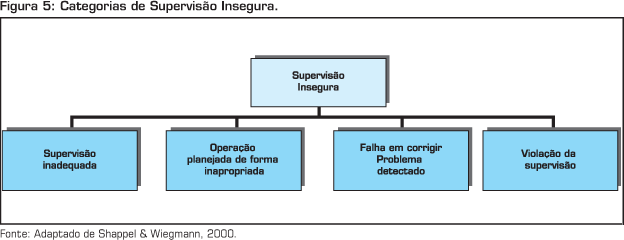 Figura 5: Categorias de Supervisão Insegura.
Supervisão
Insegura
Supervisão
inadequada
Operação
planejada de forma
inapropriada
Falha em corrigir
Problema
detectado
Violação da
supervisão
Fonte: Adaptado de Shappel & Wiegmann, 2000.